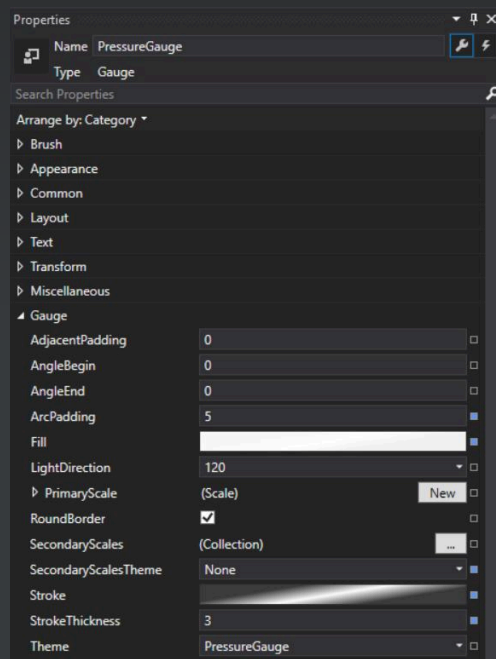 Properties
Name PressureGauge
Type Gauge
Search Properties
Arrange by: Category
Brush
Appearance
Common
Layout
Text
Transform
Miscellaneous
Gauge
AdjacentPadding 0
AngleBegin 0
AngleEnd 0
ArcPadding 5
Fill
LightDirection 120
PrimaryScale (Scale) New
RoundBorder
SecondaryScales (Collection) ...
SecondaryScalesTheme None
Stroke
StrokeThickness 3
Theme PressureGauge